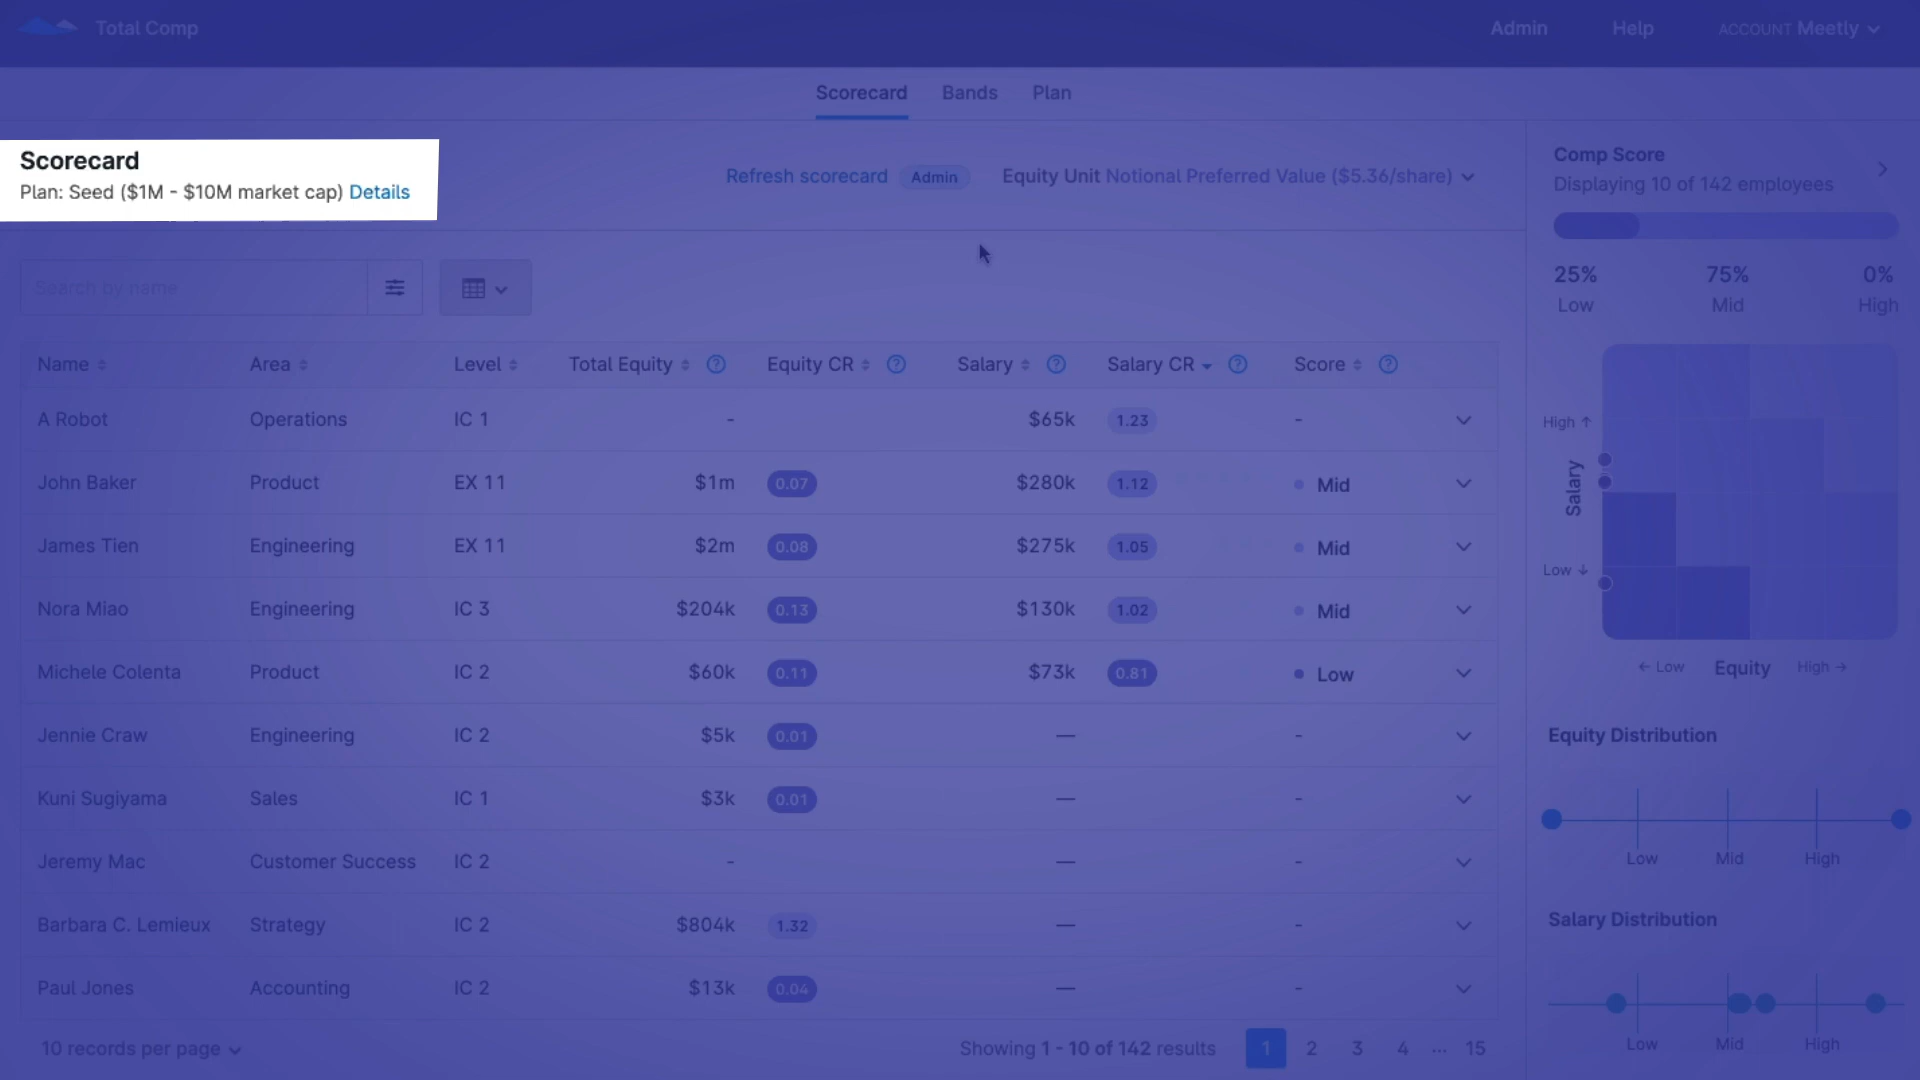 Total Comp
Admin
Help
ACCOUNT Meetly
Scorecard
Bands
Plan
Scorecard
Plan: Seed ($1M - $10M market cap) Details
Refresh scorecard Admin
Equity Unit Notional Preferred Value ($5.36/share)
Comp Score
Displaying 10 of 142 employees
25% 75% 0%
Low Mid High
Search by name
Name Area Level Total Equity ? Equity CR ? Salary ? Salary CR ? Score ?
A Robot Operations IC 1 - $65k 1.23 -
John Baker Product EX 11 $1m 0.07 $280k 1.12 Mid
James Tien Engineering EX 11 $2m 0.08 $275k 1.05 Mid
Nora Miao Engineering IC 3 $204k 0.13 $130k 1.02 Mid
Michele Colenta Product IC 2 $60k 0.11 $73k 0.81 Low
Jennie Craw Engineering IC 2 $5k 0.01 — -
Kuni Sugiyama Sales IC 1 $3k 0.01 — -
Jeremy Mac Customer Success IC 2 - — -
Barbara C. Lemieux Strategy IC 2 $804k 1.32 — -
Paul Jones Accounting IC 2 $13k 0.04 — -
10 records per page
Showing 1 - 10 of 142 results
1 2 3 4 ... 15
High ↑
Salary
Low ↓
← Low Equity High →
Equity Distribution
Low Mid High
Salary Distribution
Low Mid High